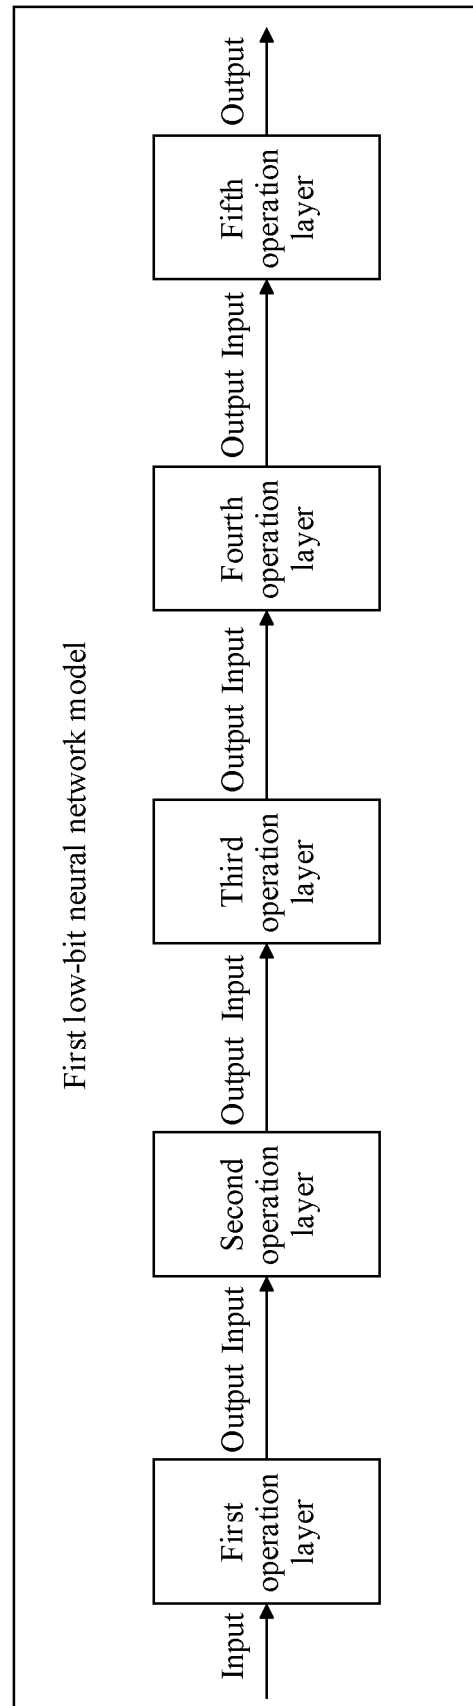 First low-bit neural network model
Input
First
operation
layer
Output Input
Second
operation
layer
Output Input
Third
operation
layer
Output Input
Fourth
operation
layer
Output Input
Fifth
operation
layer
Output